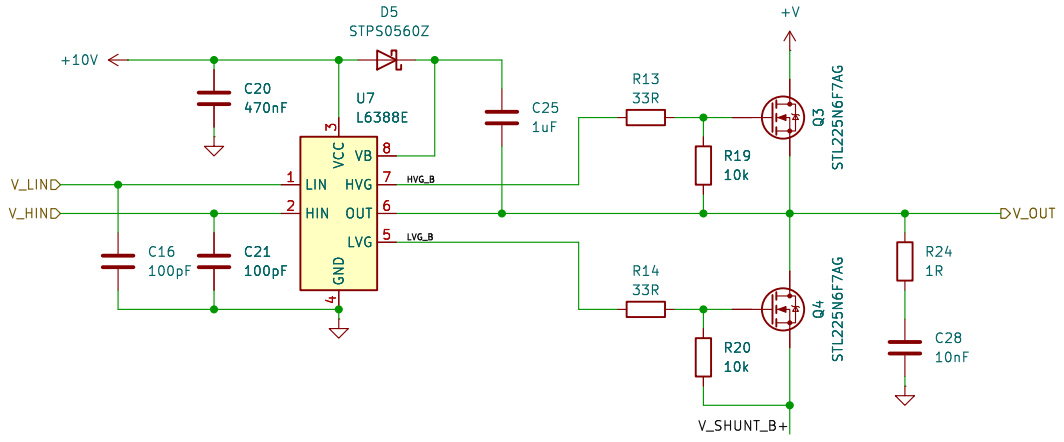 D5
STPS0560Z
+V
+10V
C20
470nF
U7
L6388E
C25
1uF
R13
33R
Q3
STL225N6F7AG
3
VCC
VB
8
R19
10k
V_LIN
1
LIN
HVG
7
HVG_B
V_HIN
2
HIN
OUT
6
V_OUT
LVG
5
LVG_B
C16
100pF
C21
100pF
GND
4
R14
33R
Q4
STL225N6F7AG
R24
1R
R20
10k
C28
10nF
V_SHUNT_B+